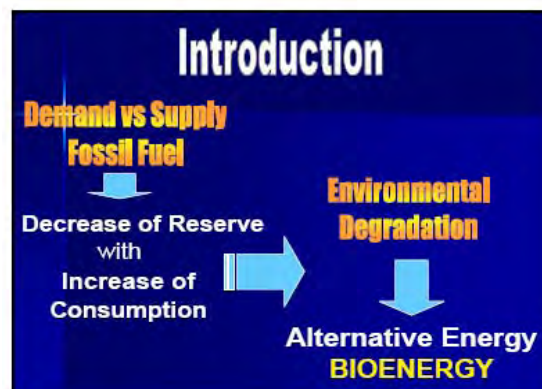 Introduction
Demand vs Supply
Fossil Fuel
Decrease of Reserve
with
Increase of
Consumption
Environmental
Degradation
Alternative Energy
BIOENERGY